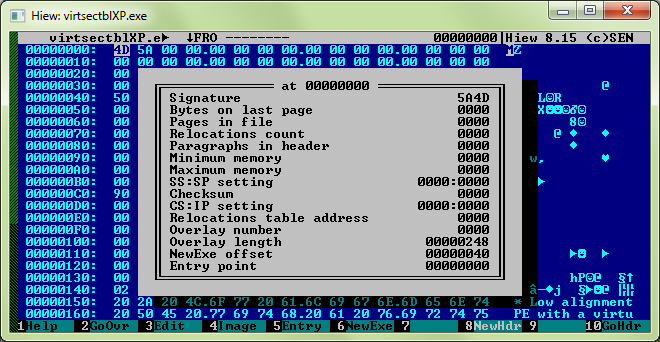 Hiew: virtsectblXP.exe
virtsectblXP.e► ↓FRO -------- 00000000|Hiew 8.15 (c)SEN
00000000: 4D 5A 00 00.00 00 00 00.00 00 00 00.00 00 00 00 MZ
00000010: 00 00 00 00.00 00 00 00.00 00 00 00.00 00 00 00
00000020: 00
00000030: 00 @
00000040: 50 L☺R
00000050: 00
00000060: 00 8☺
00000070: 00 @ ♦ ♦
00000080: 00 ♦
00000090: 00 w, ♥
000000A0: 00
000000B0: 00 ►
000000C0: 90
000000D0: 00
000000E0: 00
000000F0: 00
00000100: 00
00000110: 00
00000120: 00
00000130: 00
00000140: 02
00000150: 20 2A 20 4C.6F 77 20 61.6C 69 67 6E.6D 65 6E 74 * Low alignment
00000160: 20 50 45 20.77 69 74 68.20 61 20 76.69 72 74 75 PE with a virtu
at 00000000
Signature 5A4D
Bytes on last page 0000
Pages in file 0000
Relocations count 0000
Paragraphs in header 0000
Minimum memory 0000
Maximum memory 0000
SS:SP setting 0000:0000
Checksum 0000
CS:IP setting 0000:0000
Relocations table address 0000
Overlay number 0000
Overlay length 00000248
NewExe offset 00000040
Entry point 00000000
1Help 2GoOvr 3Edit 4Image 5Entry 6NewExe 7 8NewHdr 9 10GoHdr